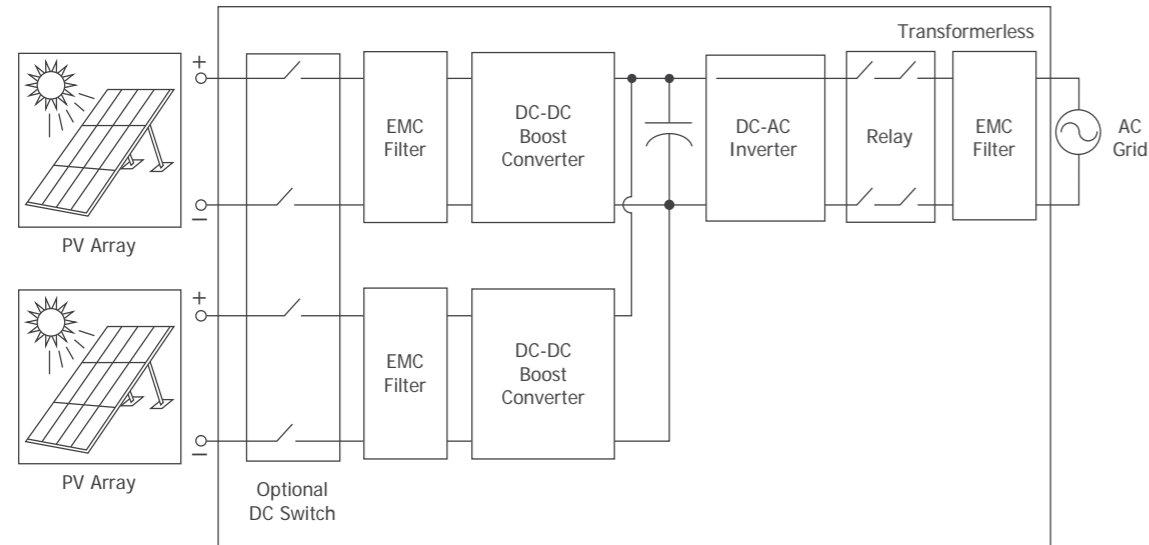 Transformerless
+
EMC
Filter
DC-DC
Boost
Converter
DC-AC
Inverter
Relay
EMC
Filter
AC
Grid
−
PV Array
+
EMC
Filter
DC-DC
Boost
Converter
−
PV Array
Optional
DC Switch